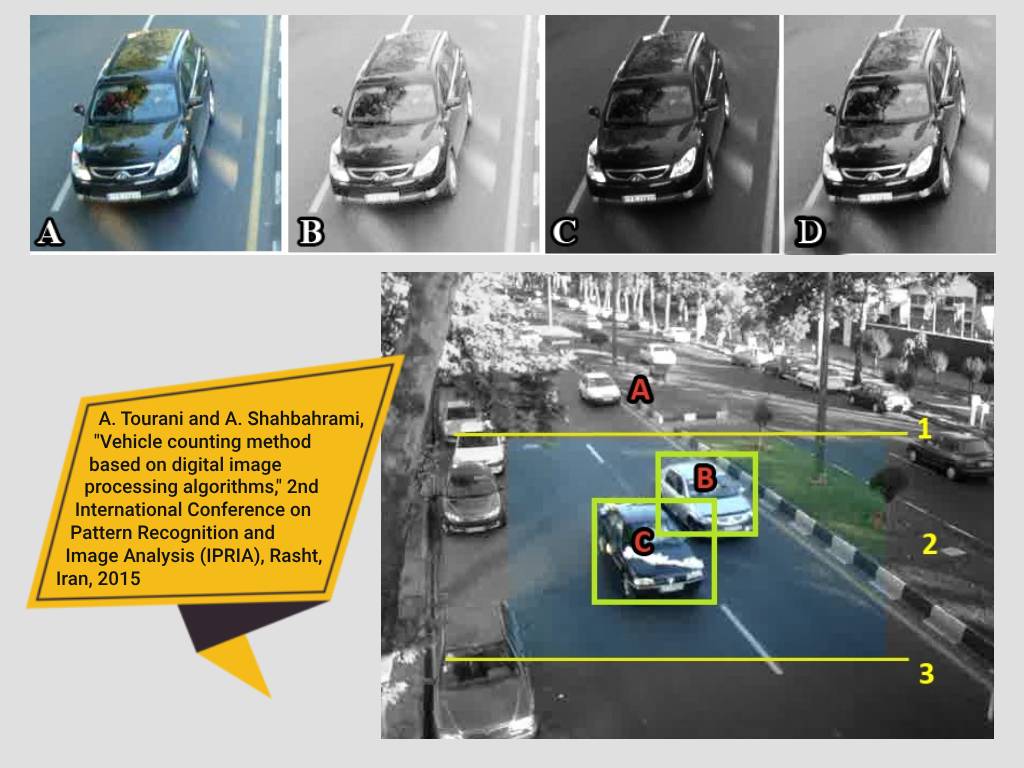 A
B
C
D
A. Tourani and A. Shahbahrami,
"Vehicle counting method
based on digital image
processing algorithms," 2nd
International Conference on
Pattern Recognition and
Image Analysis (IPRIA), Rasht,
Iran, 2015
A
1
B
C
2
3